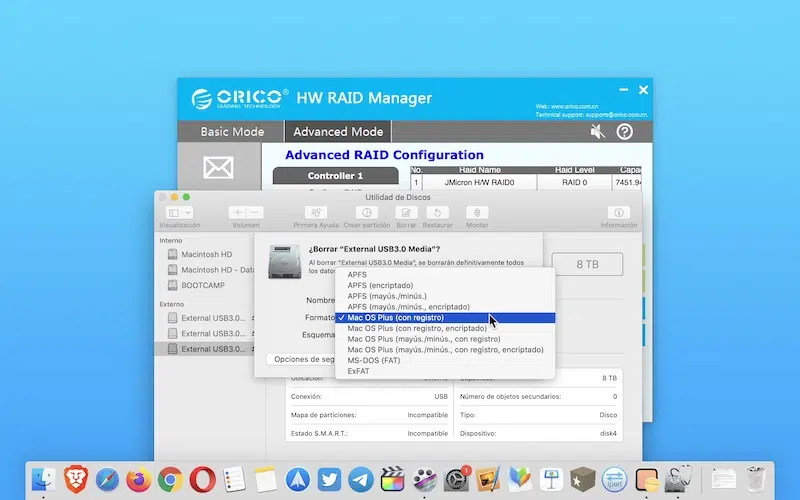 ORICO®
LEADING TECHNOLOGY
HW RAID Manager
Web: www.orico.com.cn
Technical support: supports@orico.com.cn
Basic Mode
Advanced Mode
Advanced RAID Configuration
Controller 1
No.
Raid Name
Raid Level
Capac
1
JMicron H/W RAID0
RAID 0
7451.94
Utilidad de Discos
Visualización
Volumen
Primera Ayuda
Crear partición
Borrar
Restaurar
Montar
Información
Interno
Macintosh HD
Macintosh HD - Data
BOOTCAMP
Externo
External USB3.0...
External USB3.0...
External USB3.0...
¿Borrar “External USB3.0 Media”?
Al borrar “External USB3.0 Media”, se borrarán definitivamente todos
los datos
8 TB
Nombre
Formato
Esquema
Opciones de seg
APFS
APFS (encriptado)
APFS (mayús./minús.)
APFS (mayús./minús., encriptado)
✓ Mac OS Plus (con registro)
Mac OS Plus (con registro, encriptado)
Mac OS Plus (mayús./minús., con registro)
Mac OS Plus (mayús./minús., con registro, encriptado)
MS-DOS (FAT)
ExFAT
Ubicación:
8 TB
Conexión:
USB
Número de objetos secundarios:
0
Mapa de particiones:
Incompatible
Tipo:
Disco
Estado S.M.A.R.T.:
Incompatible
Dispositivo:
disk4
1
iperf